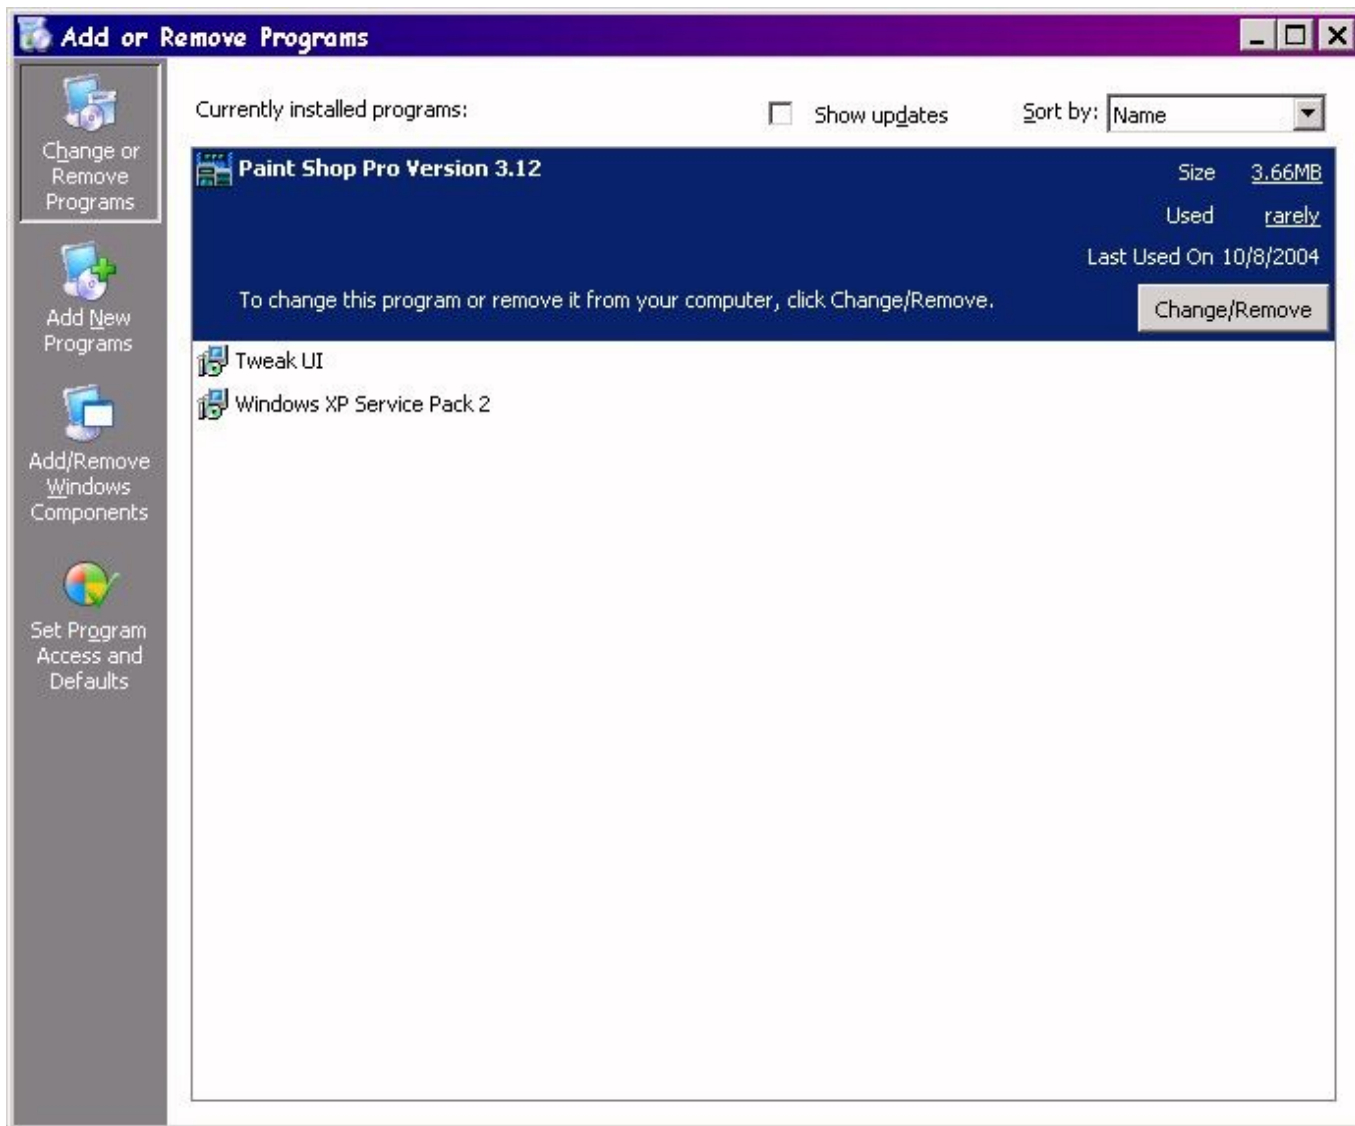 Add or Remove Programs
Change or
Remove
Programs
Add New
Programs
Add/Remove
Windows
Components
Set Program
Access and
Defaults
Currently installed programs:
Show updates
Sort by: Name
Paint Shop Pro Version 3.12
Size 3.66MB
Used rarely
Last Used On 10/8/2004
To change this program or remove it from your computer, click Change/Remove.
Change/Remove
Tweak UI
Windows XP Service Pack 2